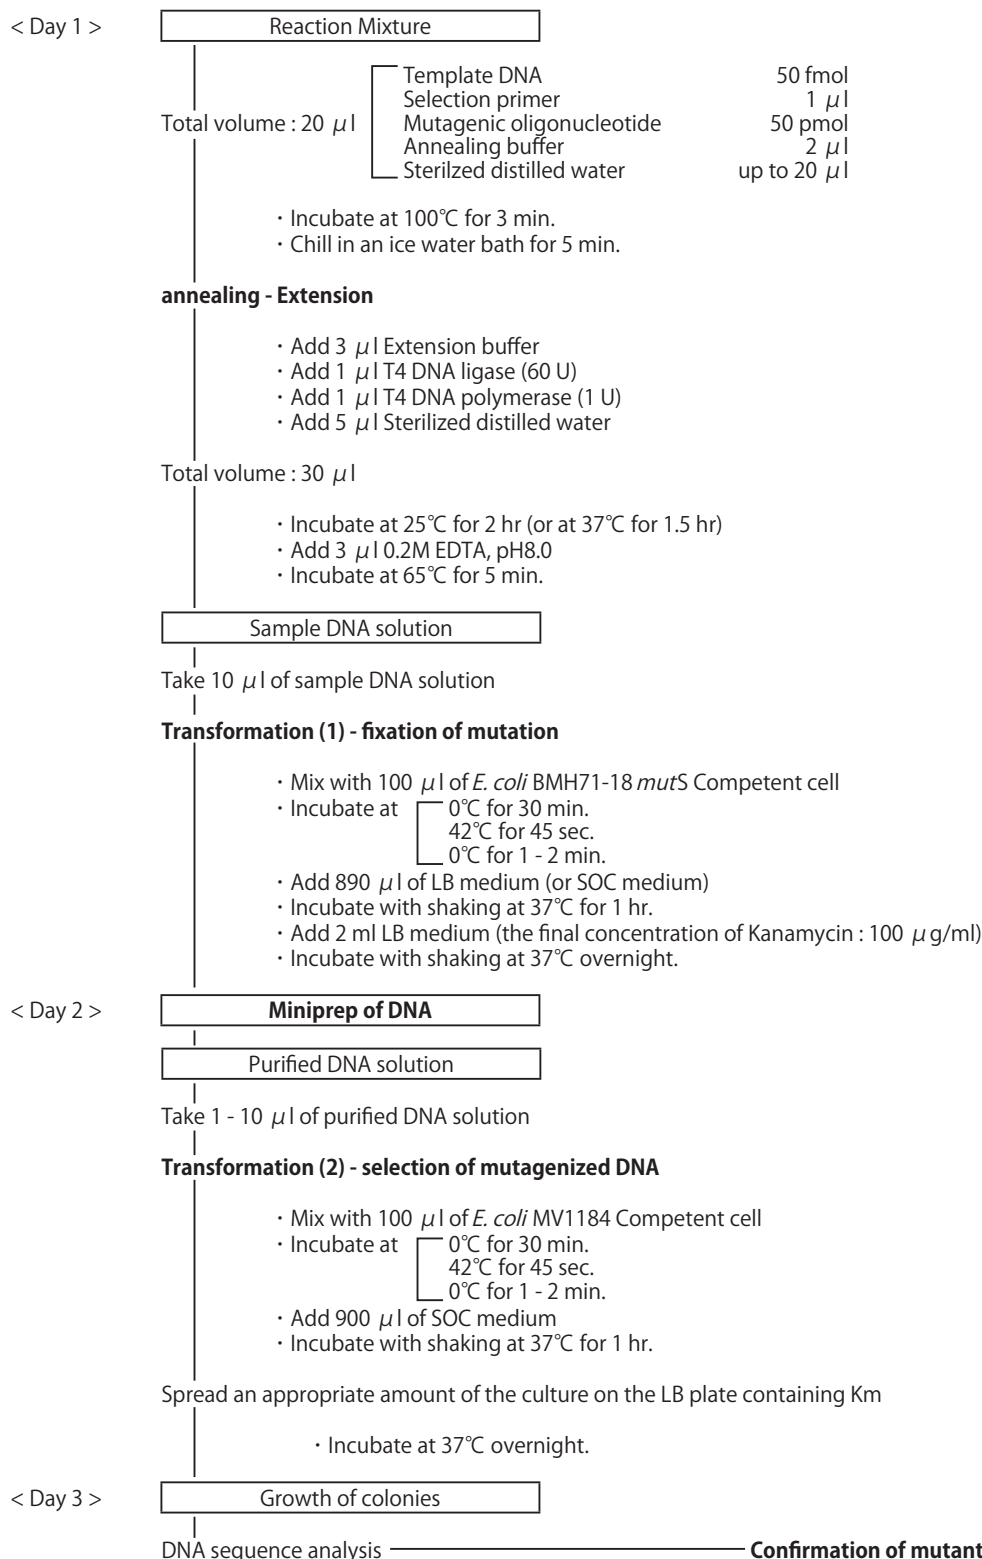 < Day 1 > Reaction Mixture
Template DNA 50 fmol
Selection primer 1 μl
Total volume : 20 μl Mutagenic oligonucleotide 50 pmol
Annealing buffer 2 μl
Sterilzed distilled water up to 20 μl
・Incubate at 100℃ for 3 min.
・Chill in an ice water bath for 5 min.
annealing - Extension
・Add 3 μl Extension buffer
・Add 1 μl T4 DNA ligase (60 U)
・Add 1 μl T4 DNA polymerase (1 U)
・Add 5 μl Sterilized distilled water
Total volume : 30 μl
・Incubate at 25℃ for 2 hr (or at 37℃ for 1.5 hr)
・Add 3 μl 0.2M EDTA, pH8.0
・Incubate at 65℃ for 5 min.
Sample DNA solution
Take 10 μl of sample DNA solution
Transformation (1) - fixation of mutation
・Mix with 100 μl of E. coli BMH71-18 mutS Competent cell
・Incubate at 0℃ for 30 min.
42℃ for 45 sec.
0℃ for 1 - 2 min.
・Add 890 μl of LB medium (or SOC medium)
・Incubate with shaking at 37℃ for 1 hr.
・Add 2 ml LB medium (the final concentration of Kanamycin : 100 μg/ml)
・Incubate with shaking at 37℃ overnight.
< Day 2 > Miniprep of DNA
Purified DNA solution
Take 1 - 10 μl of purified DNA solution
Transformation (2) - selection of mutagenized DNA
・Mix with 100 μl of E. coli MV1184 Competent cell
・Incubate at 0℃ for 30 min.
42℃ for 45 sec.
0℃ for 1 - 2 min.
・Add 900 μl of SOC medium
・Incubate with shaking at 37℃ for 1 hr.
Spread an appropriate amount of the culture on the LB plate containing Km
・Incubate at 37℃ overnight.
< Day 3 > Growth of colonies
DNA sequence analysis Confirmation of mutant